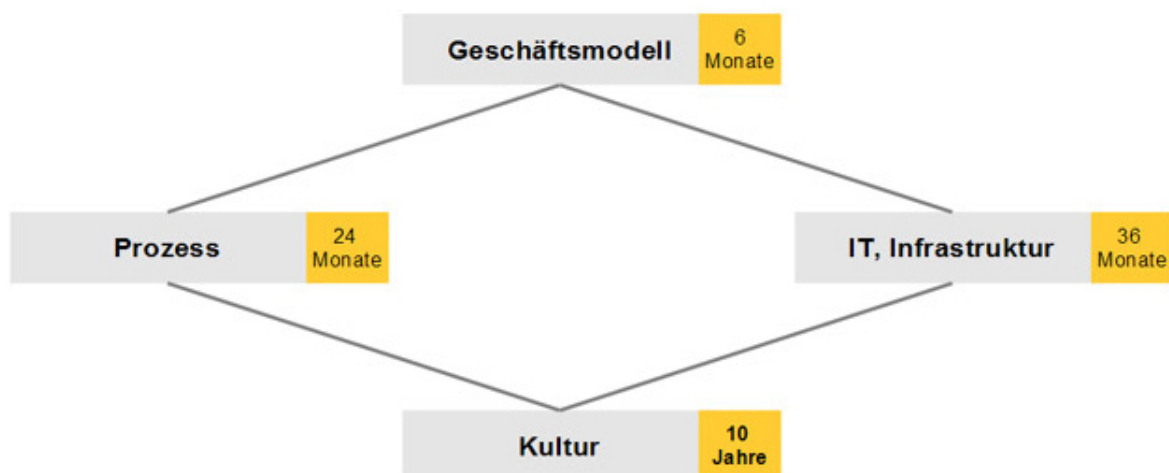 Geschäftsmodell
6
Monate
Prozess
24
Monate
IT, Infrastruktur
36
Monate
Kultur
10
Jahre